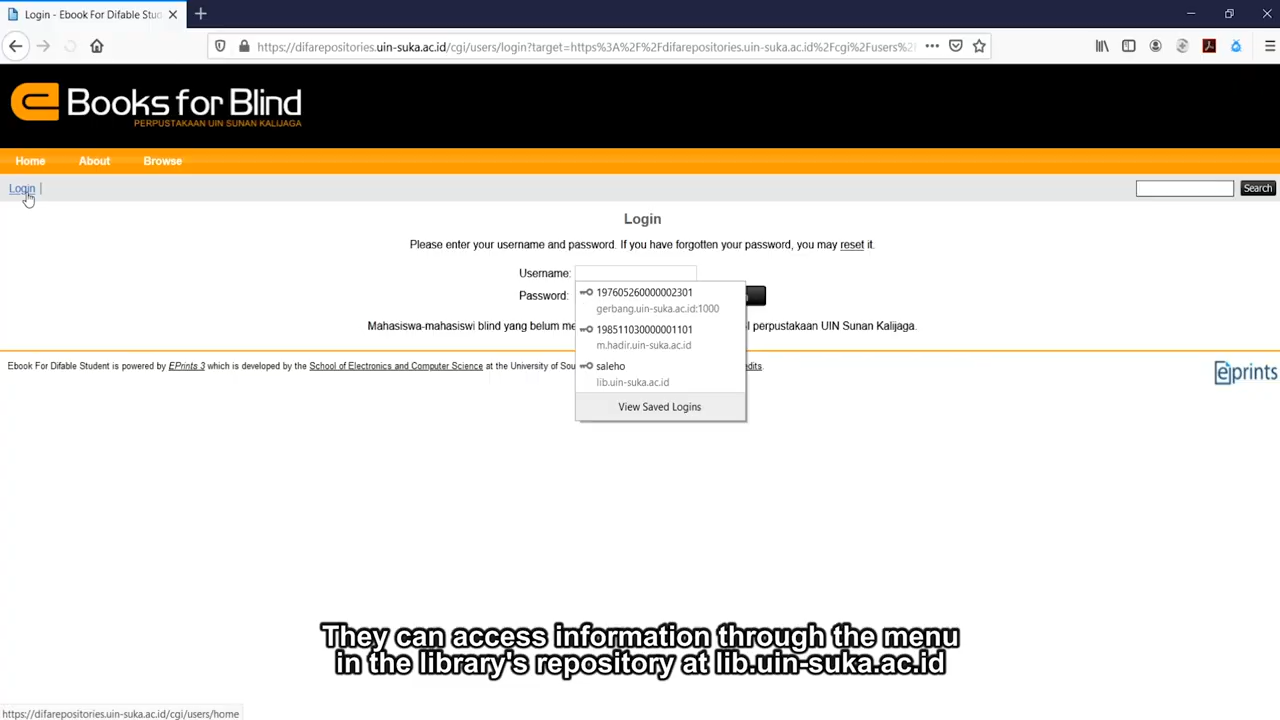 Login - Ebook For Difable Stud
https://difarepositories.uin-suka.ac.id/cgi/users/login?target=https%3A%2F%2Fdifarepositories.uin-suka.ac.id%2Fcgi%2Fusers%2F
Books for Blind
PERPUSTAKAAN UIN SUNAN KALIJAGA
Home About Browse
Login |
Search
Login
Please enter your username and password. If you have forgotten your password, you may reset it.
Username:
Password:
197605260000002301
gerbang.uin-suka.ac.id:1000
198511030000001101
m.hadir.uin-suka.ac.id
saleho
lib.uin-suka.ac.id
View Saved Logins
Mahasiswa-mahasiswi blind yang belum perpustakaan UIN Sunan Kalijaga.
Ebook For Difable Student is powered by EPrints 3 which is developed by the School of Electronics and Computer Science at the University of
eprints
They can access information through the menu
in the library's repository at lib.uin-suka.ac.id
https://difarepositories.uin-suka.ac.id/cgi/users/home